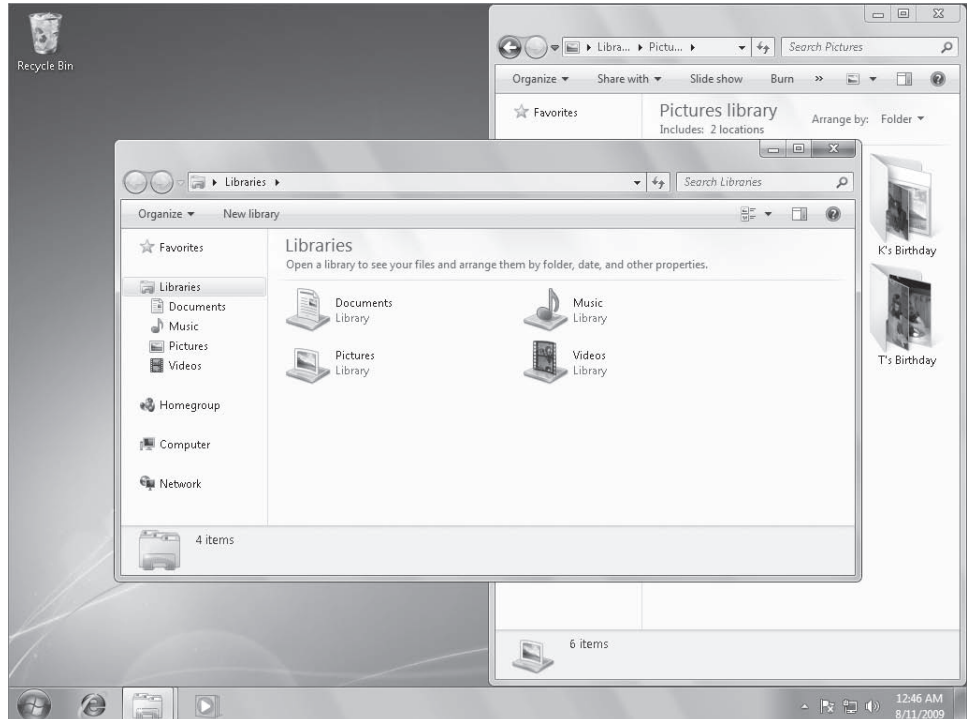 Recycle Bin
Libra... Pictu... Search Pictures
Organize Share with Slide show Burn »
Favorites
Pictures library
Includes: 2 locations
Arrange by: Folder
K's Birthday
T's Birthday
6 items
Libraries Search Libraries
Organize New library
Favorites
Libraries
Documents
Music
Pictures
Videos
Homegroup
Computer
Network
Libraries
Open a library to see your files and arrange them by folder, date, and other properties.
Documents
Library
Music
Library
Pictures
Library
Videos
Library
4 items
12:46 AM
8/11/2009